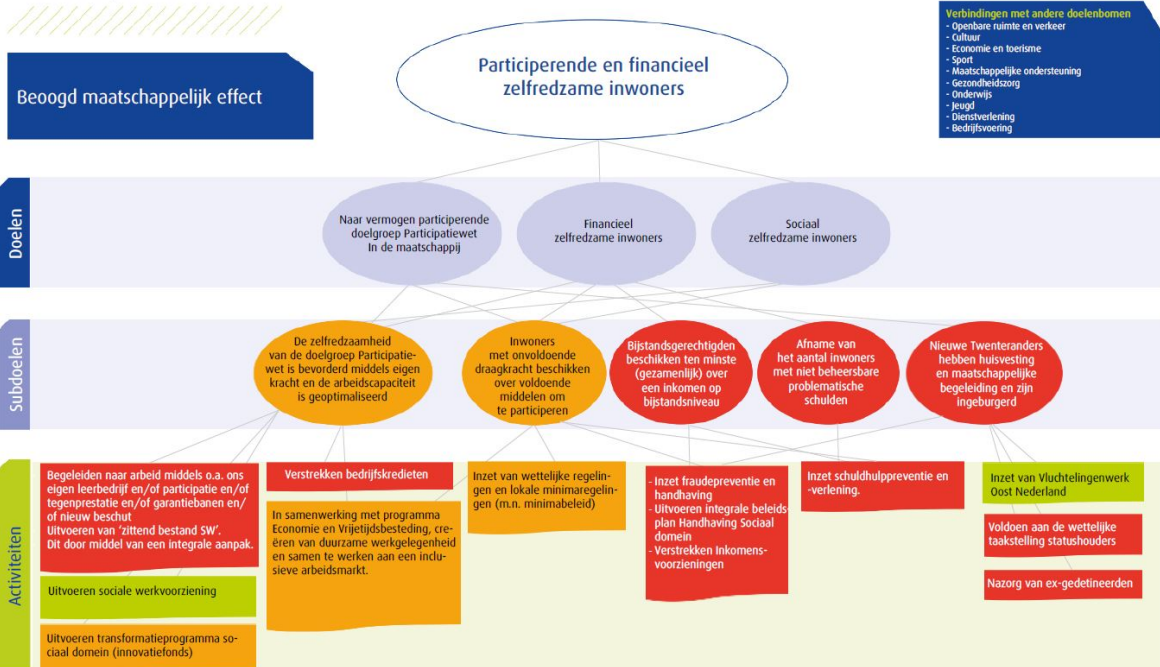 Beoogd maatschappelijk effect
Participerende en financieel
zelfredzame inwoners
Verbindingen met andere doelenbomen
- Openbare ruimte en verkeer
- Cultuur
- Economie en toerisme
- Sport
- Maatschappelijke ondersteuning
- Gezondheidszorg
- Onderwijs
- Jeugd
- Dienstverlening
- Bedrijfsvoering
Doelen
Naar vermogen participerende
doelgroep Participatiewet
In de maatschappij
Financieel
zelfredzame inwoners
Sociaal
zelfredzame inwoners
Subdoelen
De zelfredzaamheid
van de doelgroep Participatie-
wet is bevorderd middels eigen
kracht en de arbeidscapaciteit
is geoptimaliseerd
Inwoners
met onvoldoende
draagkracht beschikken
over voldoende
middelen om
te participeren
Bijstandsgerechtigden
beschikken ten minste
(gezamenlijk) over
een inkomen op
bijstandsniveau
Afname van
het aantal inwoners
met niet beheersbare
problematische
schulden
Nieuwe Twenteranders
hebben huisvesting
en maatschappelijke
begeleiding en zijn
ingeburgerd
Activiteiten
Begeleiden naar arbeid middels o.a. ons
eigen leerbedrijf en/of participatie en/of
tegenprestatie en/of garantiebanen en/
of nieuw beschut
Uitvoeren van 'zittend bestand SW'.
Dit door middel van een integrale aanpak.
Uitvoeren sociale werkvoorziening
Uitvoeren transformatieprogramma so-
ciaal domein (innovatiefonds)
Verstrekken bedrijfskredieten
In samenwerking met programma
Economie en Vrijetijdsbesteding, cre-
ëren van duurzame werkgelegenheid
en samen te werken aan een inclu-
sieve arbeidsmarkt.
Inzet van wettelijke regelin-
gen en lokale minimaregelin-
gen (m.n. minimabeleid)
- Inzet fraudepreventie en
handhaving
- Uitvoeren integrale beleids-
plan Handhaving Sociaal
domein
- Verstrekken Inkomens-
voorzieningen
Inzet schuldhulppreventie en
-verlening.
Inzet van Vluchtelingenwerk
Oost Nederland
Voldoen aan de wettelijke
taakstelling statushouders
Nazorg van ex-gedetineerden